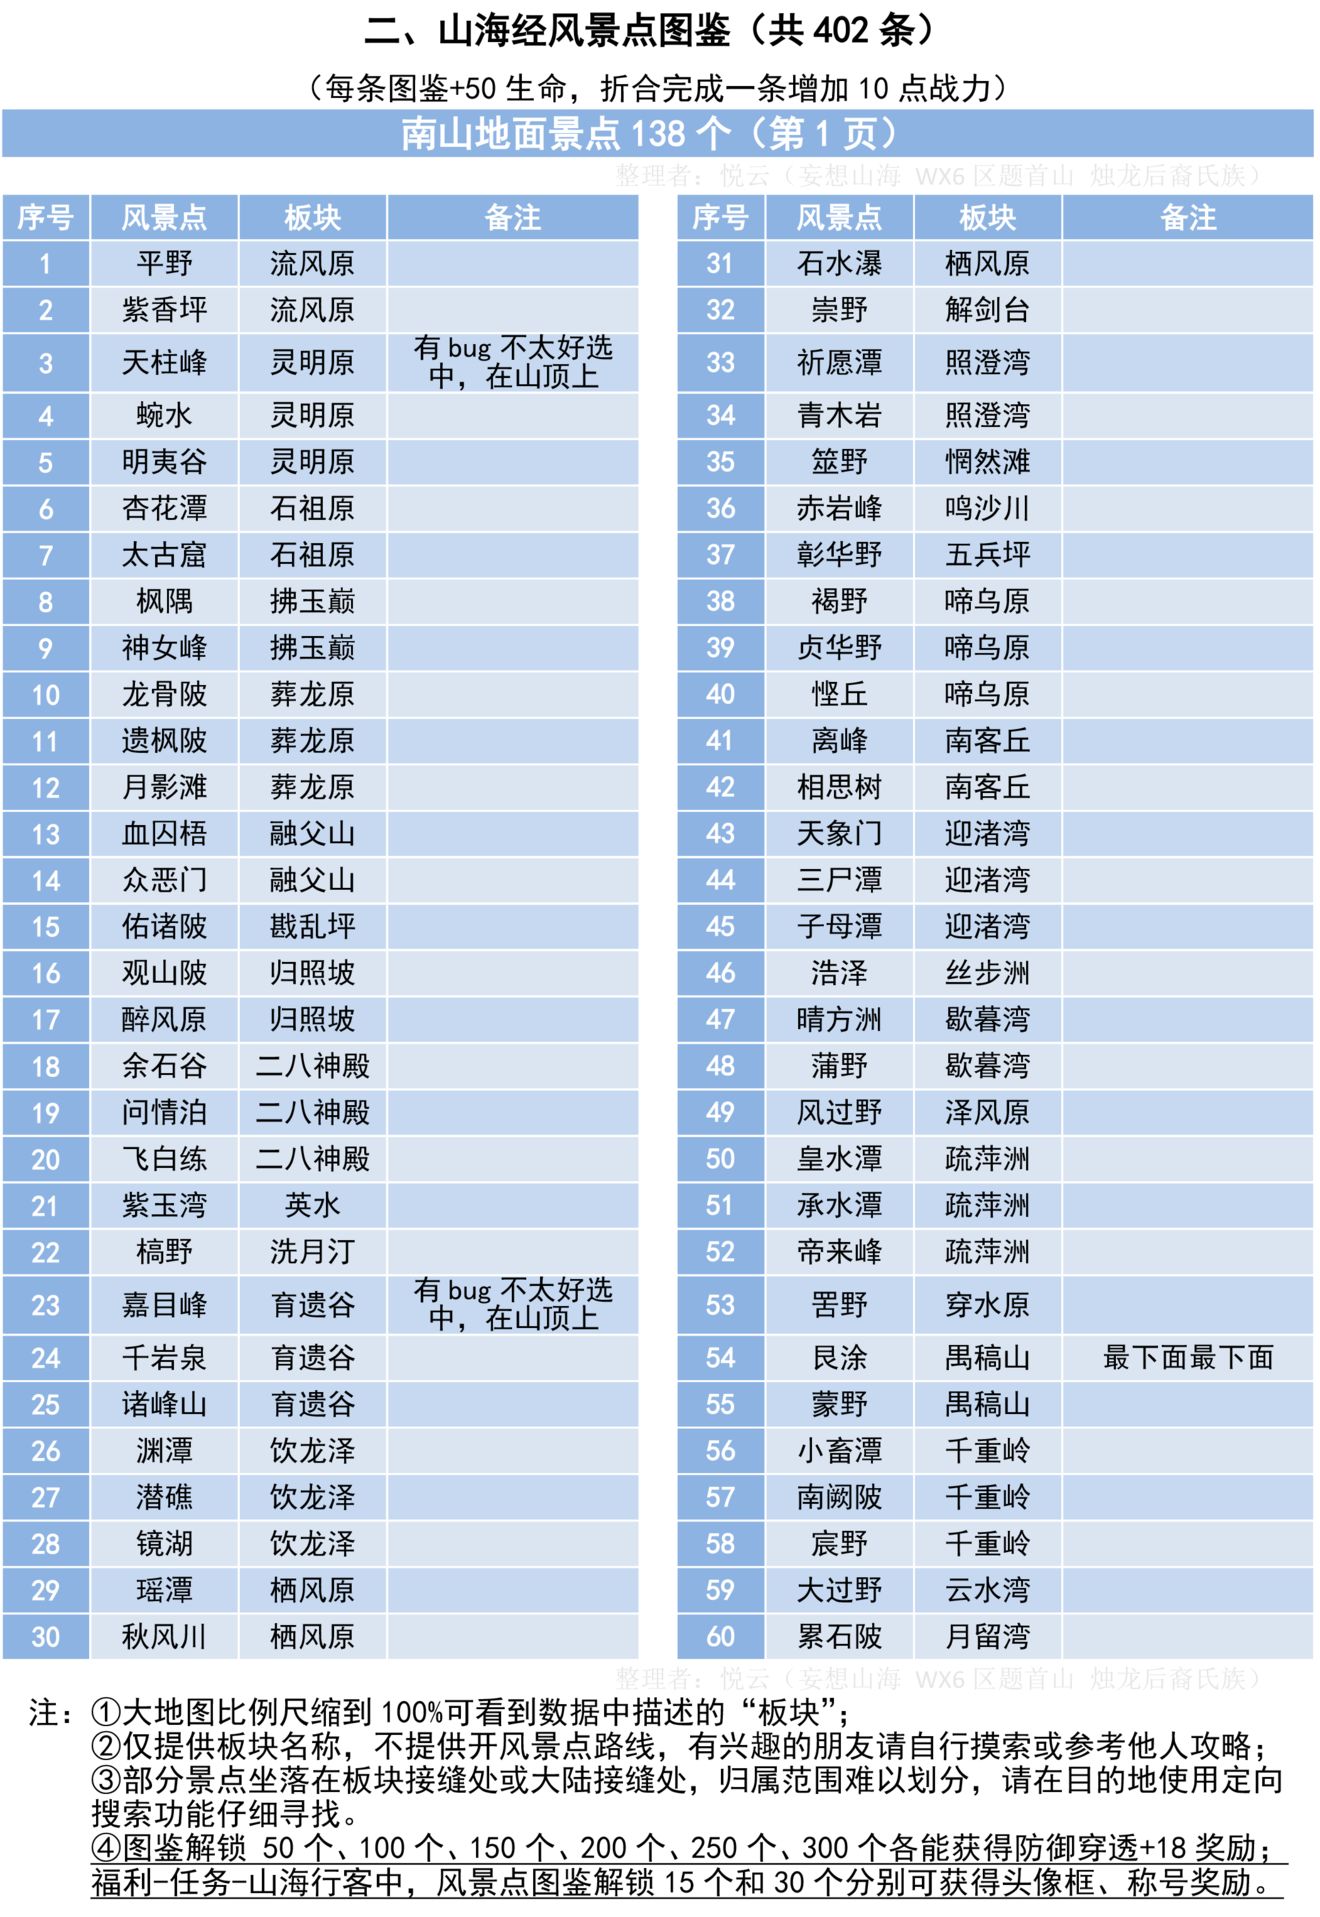 二、山海经风景点图鉴（共 402 条）
（每条图鉴+50 生命，折合完成一条增加 10 点战力）
南山地面景点 138 个（第 1 页）
整理者：悦云（妄想山海 WX6 区题首山 烛龙后裔氏族）
序号 风景点 板块 备注 序号 风景点 板块 备注
1 平野 流风原 31 石水瀑 栖风原
2 紫香坪 流风原 32 崇野 解剑台
3 天柱峰 灵明原 有 bug 不太好选中，在山顶上 33 祈愿潭 照澄湾
4 蜿水 灵明原 34 青木岩 照澄湾
5 明夷谷 灵明原 35 筮野 惘然滩
6 杏花潭 石祖原 36 赤岩峰 鸣沙川
7 太古窟 石祖原 37 彰华野 五兵坪
8 枫隅 拂玉巅 38 褐野 啼乌原
9 神女峰 拂玉巅 39 贞华野 啼乌原
10 龙骨陂 葬龙原 40 悭丘 啼乌原
11 遗枫陂 葬龙原 41 离峰 南客丘
12 月影滩 葬龙原 42 相思树 南客丘
13 血囚梧 融父山 43 天象门 迎渚湾
14 众恶门 融父山 44 三尸潭 迎渚湾
15 佑诸陂 戡乱坪 45 子母潭 迎渚湾
16 观山陂 归照坡 46 浩泽 丝步洲
17 醉风原 归照坡 47 晴方洲 歇暮湾
18 余石谷 二八神殿 48 蒲野 歇暮湾
19 问情泊 二八神殿 49 风过野 泽风原
20 飞白练 二八神殿 50 皇水潭 疏萍洲
21 紫玉湾 英水 51 承水潭 疏萍洲
22 槁野 洗月汀 52 帝来峰 疏萍洲
23 嘉目峰 育遗谷 有 bug 不太好选中，在山顶上 53 罟野 穿水原
24 千岩泉 育遗谷 54 艮涂 禺稿山 最下面最下面
25 诸峰山 育遗谷 55 蒙野 禺稿山
26 渊潭 饮龙泽 56 小畜潭 千重岭
27 潜礁 饮龙泽 57 南阙陂 千重岭
28 镜湖 饮龙泽 58 宸野 千重岭
29 瑶潭 栖风原 59 大过野 云水湾
30 秋风川 栖风原 60 累石陂 月留湾
整理者：悦云（妄想山海 WX6 区题首山 烛龙后裔氏族）
注：①大地图比例尺缩到 100%可看到数据中描述的“板块”；
②仅提供板块名称，不提供开风景点路线，有兴趣的朋友请自行摸索或参考他人攻略；
③部分景点坐落在板块接缝处或大陆接缝处，归属范围难以划分，请在目的地使用定向
搜索功能仔细寻找。
④图鉴解锁 50 个、100 个、150 个、200 个、250 个、300 个各能获得防御穿透+18 奖励；
福利-任务-山海行客中，风景点图鉴解锁 15 个和 30 个分别可获得头像框、称号奖励。